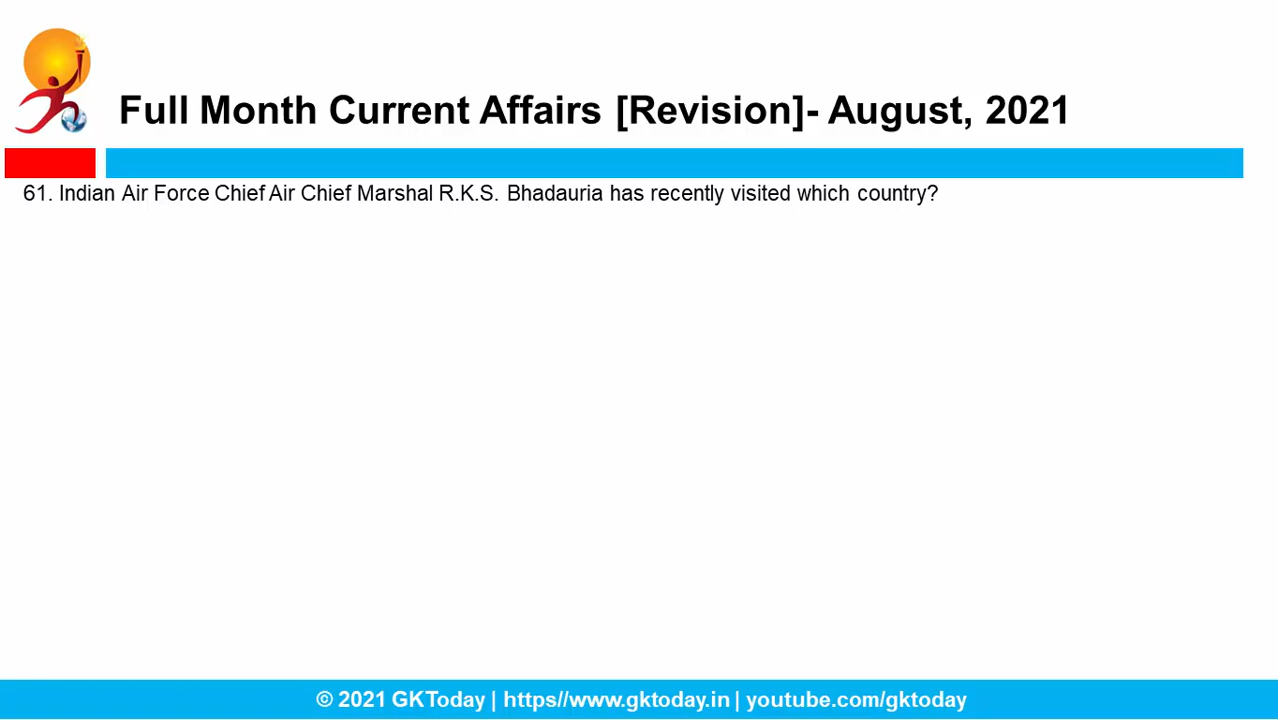 Full Month Current Affairs [Revision]- August, 2021
61. Indian Air Force Chief Air Chief Marshal R.K.S. Bhadauria has recently visited which country?
© 2021 GKToday | https//www.gktoday.in | youtube.com/gktoday